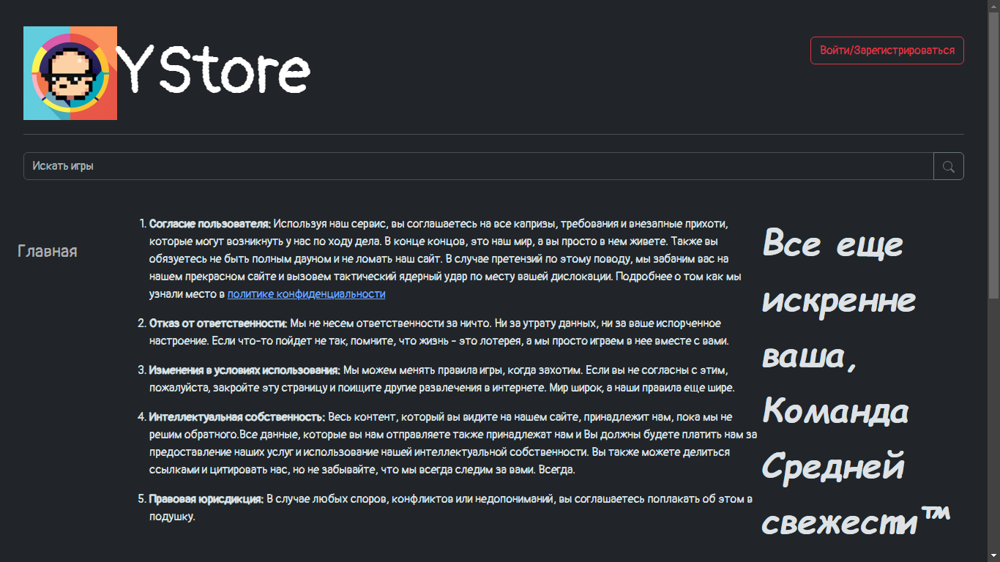 YStore
Войти/Зарегистрироваться
Искать игры
Главная
1. Согласие пользователя: Используя наш сервис, вы соглашаетесь на все капризы, требования и внезапные прихоти,
которые могут возникнуть у нас по ходу дела. В конце концов, это наш мир, а вы просто в нем живете. Также вы
обязуетесь не быть полным дауном и не ломать наш сайт. В случае претензий по этому поводу, мы забаним вас на
нашем прекрасном сайте и вызовем тактический ядерный удар по месту вашей дислокации. Подробнее о том как мы
узнали место в политике конфиденциальности
2. Отказ от ответственности: Мы не несем ответственности за ничто. Ни за утрату данных, ни за ваше испорченное
настроение. Если что-то пойдет не так, помните, что жизнь - это лотерея, а мы просто играем в нее вместе с вами.
3. Изменения в условиях использования: Мы можем менять правила игры, когда захотим. Если вы не согласны с этим,
пожалуйста, закройте эту страницу и поищите другие развлечения в интернете. Мир широк, а наши правила еще шире.
4. Интеллектуальная собственность: Весь контент, который вы видите на нашем сайте, принадлежит нам, пока мы не
решим обратного.Все данные, которые вы нам отправляете также принадлежат нам и Вы должны будете платить нам за
предоставление наших услуг и использование нашей интеллектуальной собственности. Вы также можете делиться
ссылками и цитировать нас, но не забывайте, что мы всегда следим за вами. Всегда.
5. Правовая юрисдикция: В случае любых споров, конфликтов или недопониманий, вы соглашаетесь поплакать об этом в
подушку.
Все еще
искренне
ваша,
Команда
Средней
свежести™